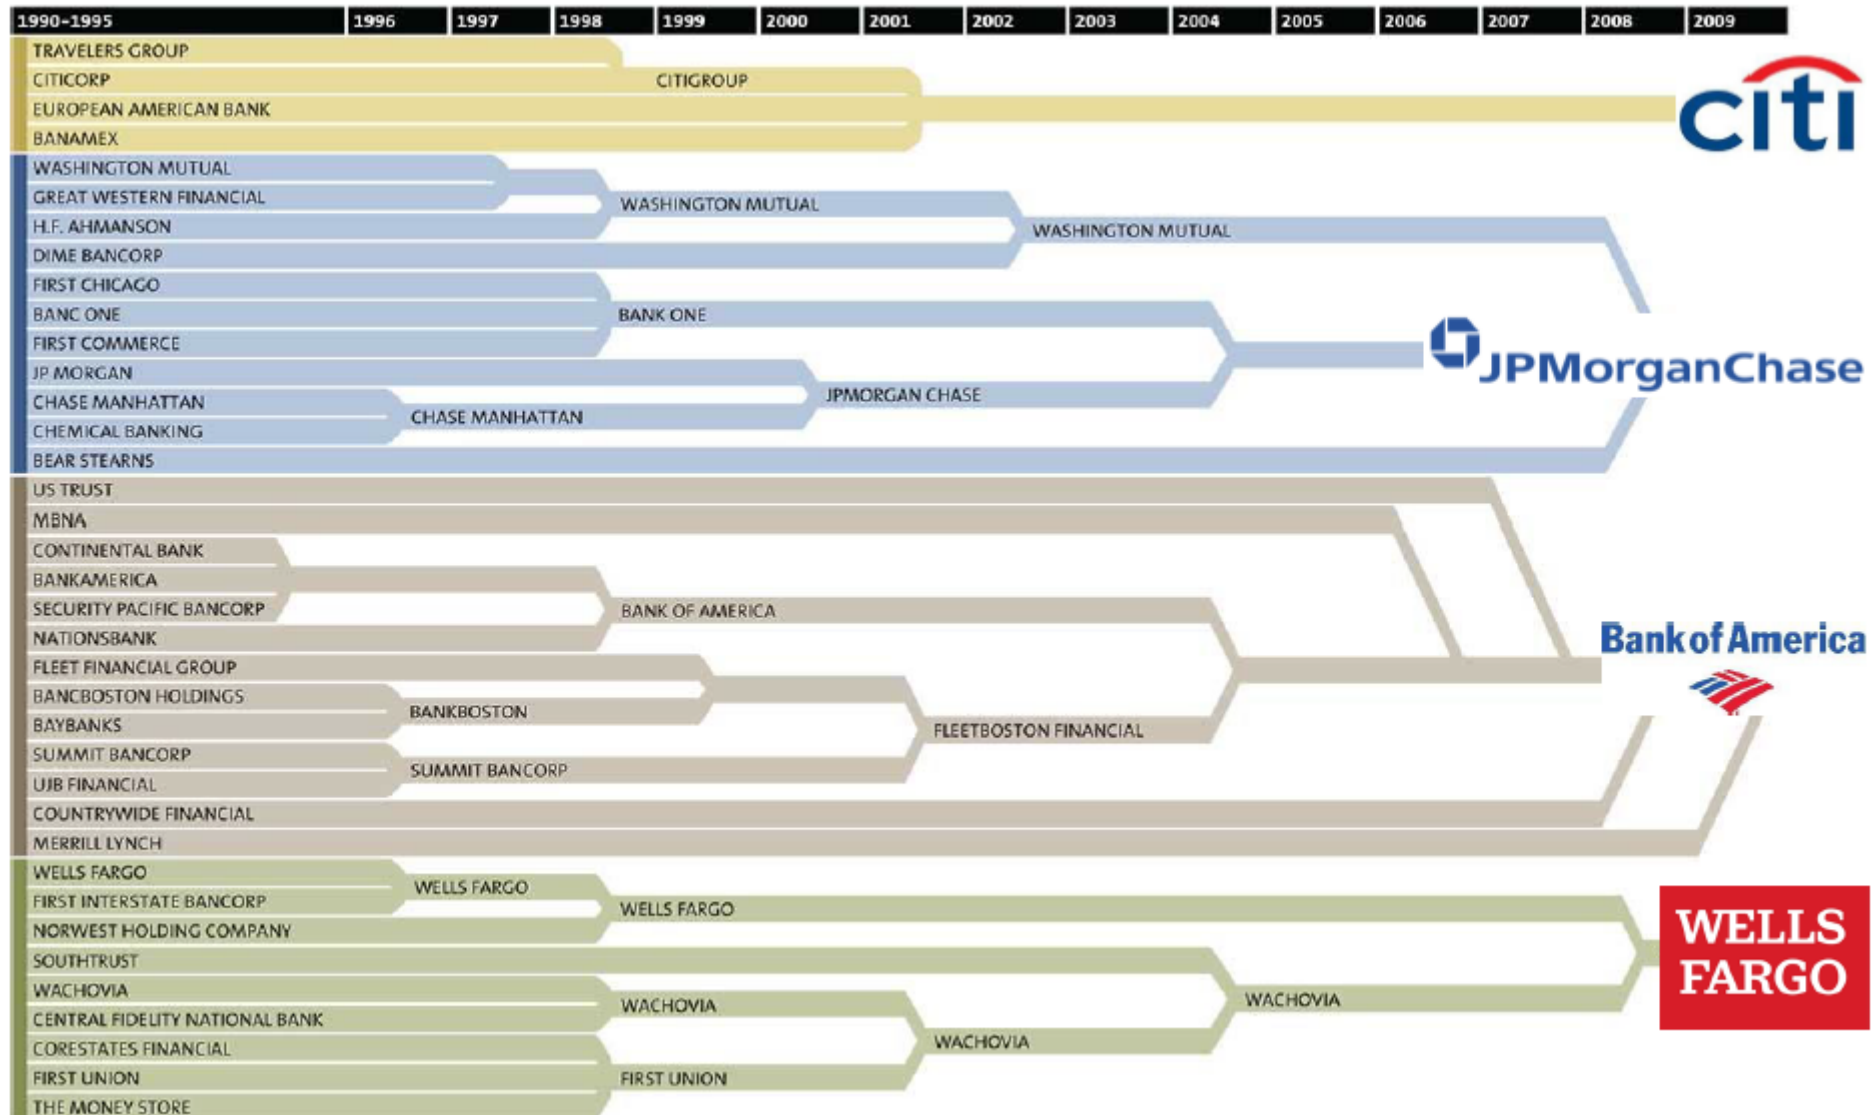 1990-1995 1996 1997 1998 1999 2000 2001 2002 2003 2004 2005 2006 2007 2008 2009
TRAVELERS GROUP
CITICORP CITIGROUP
EUROPEAN AMERICAN BANK
citi
BANAMEX
WASHINGTON MUTUAL
GREAT WESTERN FINANCIAL
WASHINGTON MUTUAL
H.F. AHMANSON
WASHINGTON MUTUAL
DIME BANCORP
FIRST CHICAGO
BANC ONE BANK ONE
FIRST COMMERCE
JPMorganChase
JP MORGAN
JPMORGAN CHASE
CHASE MANHATTAN
CHASE MANHATTAN
CHEMICAL BANKING
BEAR STEARNS
US TRUST
MBNA
CONTINENTAL BANK
BANKAMERICA
SECURITY PACIFIC BANCORP BANK OF AMERICA
NATIONSBANK
Bank of America
FLEET FINANCIAL GROUP
BANCBOSTON HOLDINGS
BANKBOSTON
BAYBANKS
FLEETBOSTON FINANCIAL
SUMMIT BANCORP
SUMMIT BANCORP
UJB FINANCIAL
COUNTRYWIDE FINANCIAL
MERRILL LYNCH
WELLS FARGO
WELLS FARGO
FIRST INTERSTATE BANCORP
WELLS FARGO
NORWEST HOLDING COMPANY
WELLS
FARGO
SOUTHTRUST
WACHOVIA
WACHOVIA
WACHOVIA
CENTRAL FIDELITY NATIONAL BANK
WACHOVIA
CORESTATES FINANCIAL
FIRST UNION FIRST UNION
THE MONEY STORE